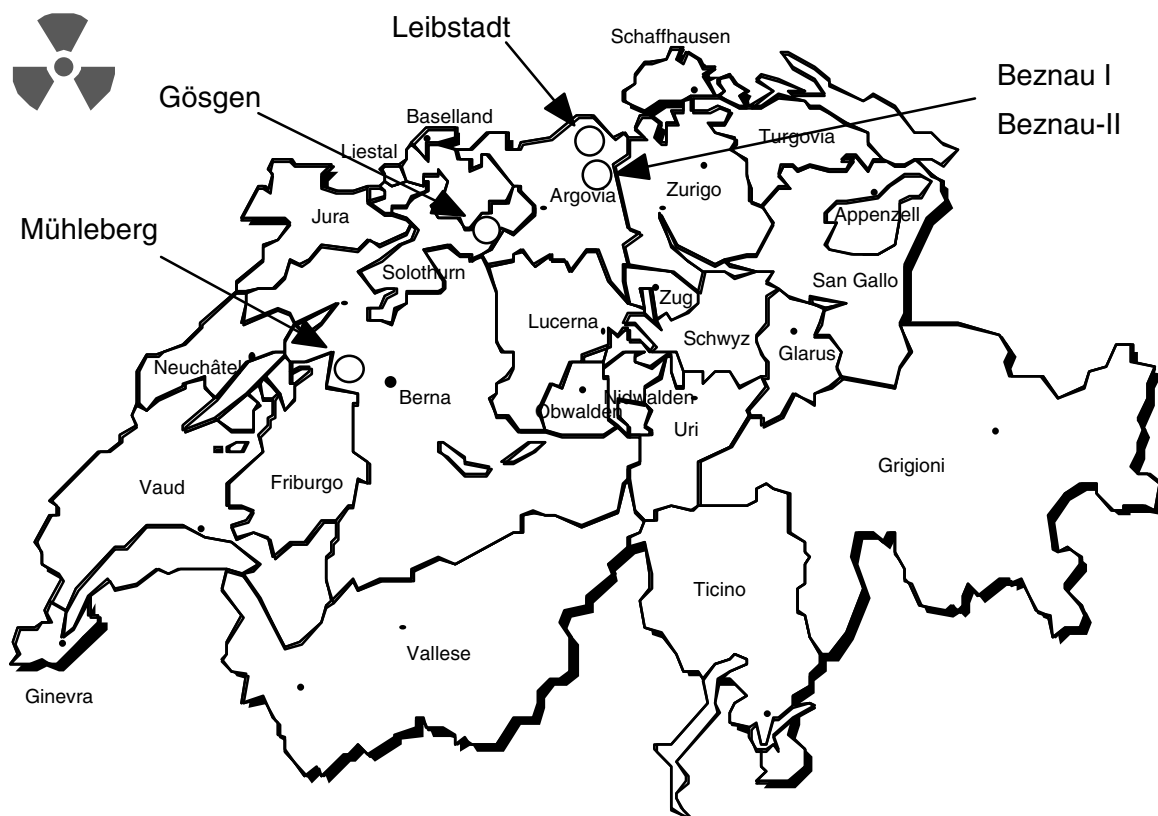 Leibstadt
Schaffhausen
Beznau I
Gösgen
Baselland
Beznau-II
Turgovia
Liestal
Argovia
Zurigo
Jura
Appenzell
Mühleberg
Solothurn
San Gallo
Zug
Lucerna
Schwyz
Glarus
Neuchâtel
Berna
Nidwalden
Obwalden
Uri
Grigioni
Vaud
Friburgo
Ticino
Vallese
Ginevra